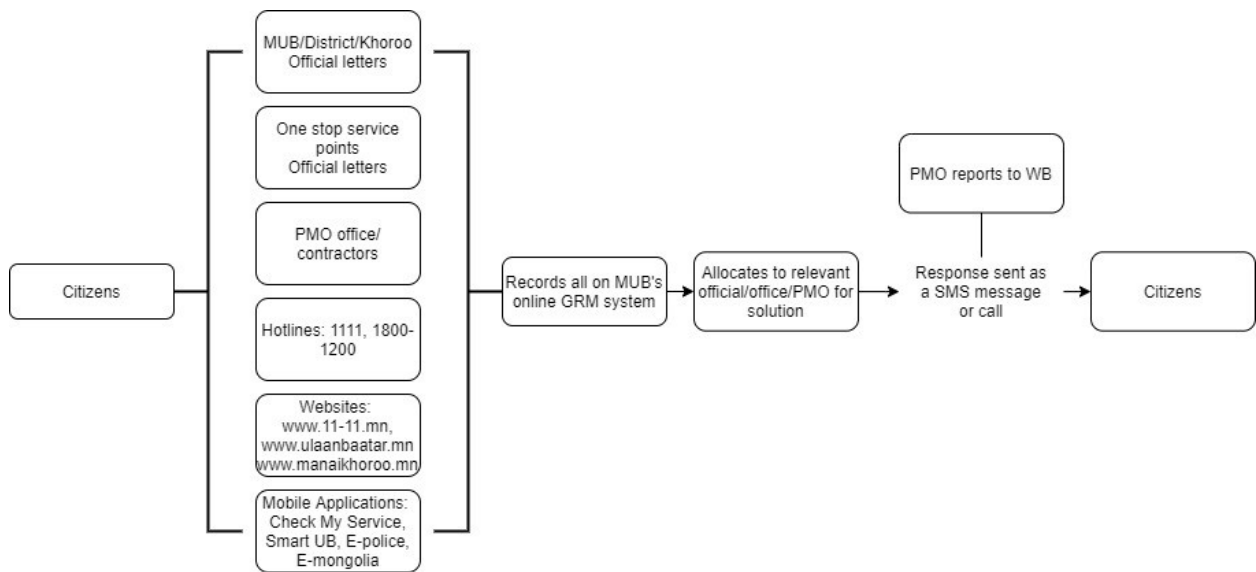 Citizens
MUB/District/Khoroo
Official letters
One stop service
points
Official letters
PMO office/
contractors
Hotlines: 1111, 1800-
1200
Websites:
www.11-11.mn,
www.ulaanbaatar.mn
www.manaikhoroo.mn
Mobile Applications:
Check My Service,
Smart UB, E-police,
E-mongolia
Records all on MUB's
online GRM system
Allocates to relevant
official/office/PMO for
solution
PMO reports to WB
Response sent as
a SMS message
or call
Citizens